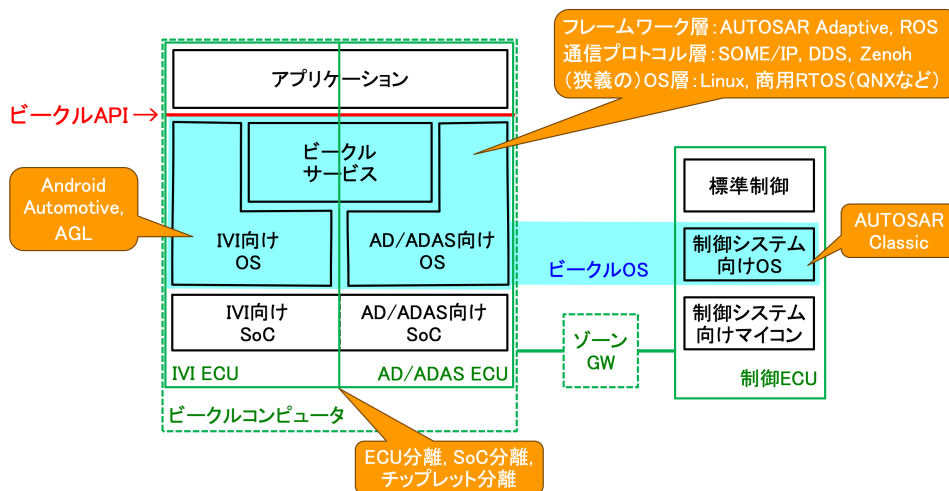 フレームワーク層：AUTOSAR Adaptive, ROS
通信プロトコル層：SOME/IP, DDS, Zenoh
（狭義の）OS層：Linux, 商用RTOS（QNXなど）
アプリケーション
ビークルAPI→
ビークル
サービス
Android
Automotive,
AGL
IVI向け
OS
AD/ADAS向け
OS
IVI向け
SoC
AD/ADAS向け
SoC
IVI ECU
AD/ADAS ECU
ビークルコンピュータ
ECU分離, SoC分離,
チップレット分離
ビークルOS
ゾーン
GW
標準制御
制御システム
向けOS
制御システム
向けマイコン
制御ECU
AUTOSAR
Classic